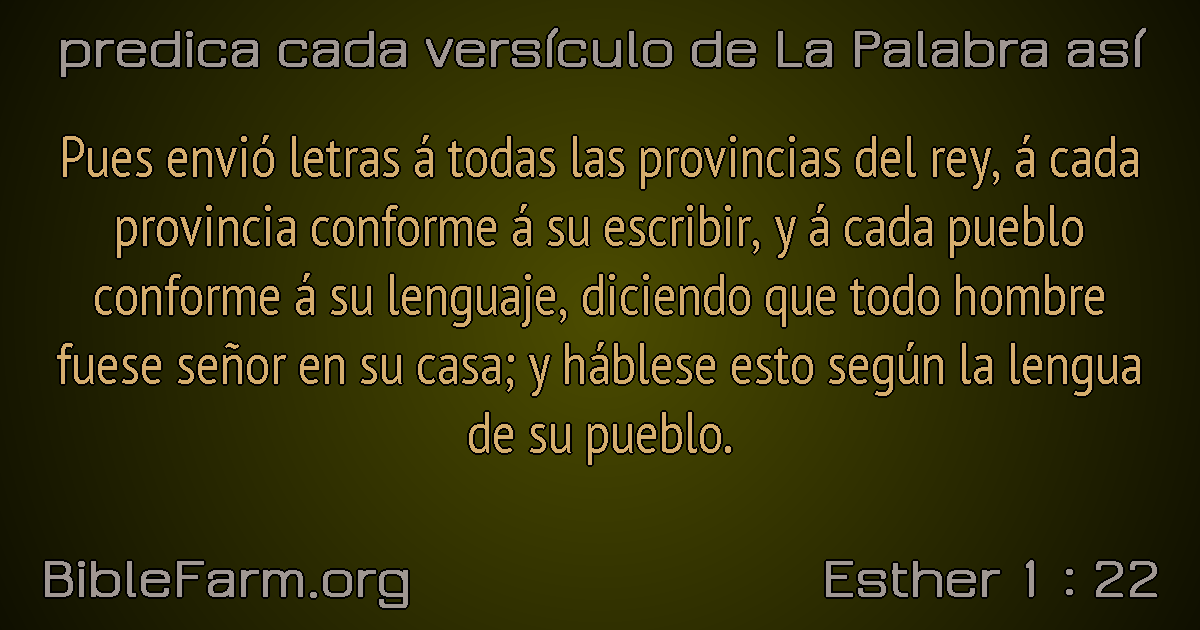 predica cada versículo de La Palabra así
Pues envió letras á todas las provincias del rey, á cada
provincia conforme á su escribir, y á cada pueblo
conforme á su lenguaje, diciendo que todo hombre
fuese señor en su casa; y háblese esto según la lengua
de su pueblo.
BibleFarm.org
Esther 1 : 22